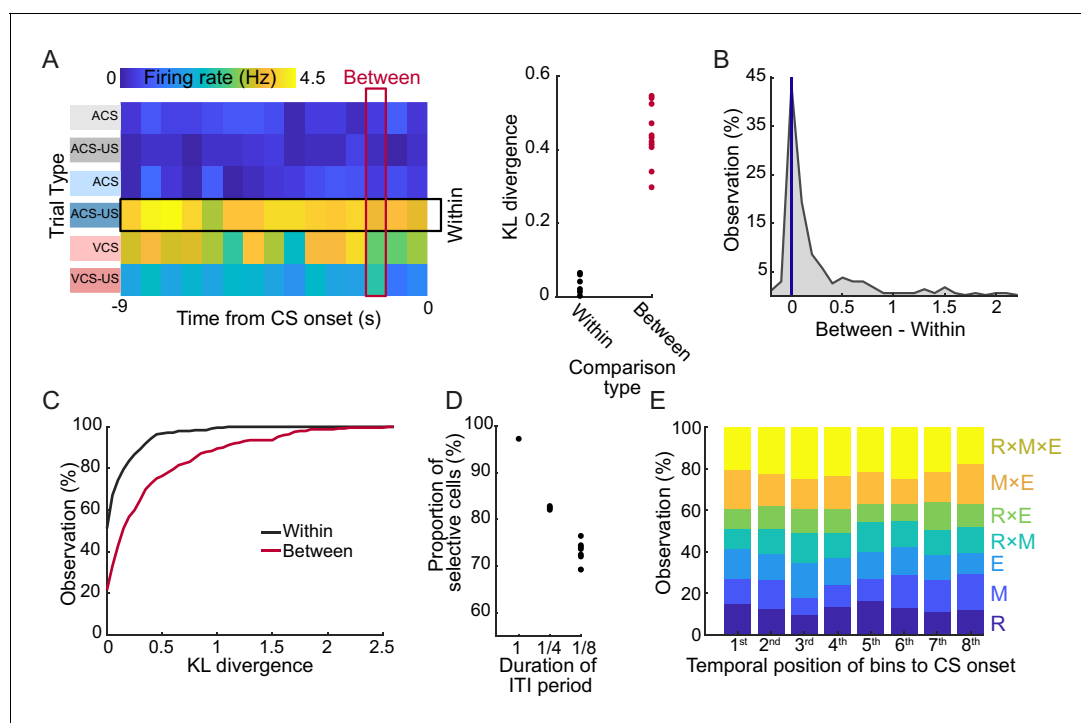 A
0 Firing rate (Hz) 4.5
Between
Trial Type
ACS
ACS-US
ACS
ACS-US
VCS
VCS-US
Within
-9 0
Time from CS onset (s)
KL divergence
0.6
0.4
0.2
0
Within
Between
Comparison
type
B
Observation (%)
45
35
25
15
5
0 0.5 1 1.5 2
Between - Within
C
Observation (%)
100
80
60
40
20
0
Within
Between
0 0.5 1 1.5 2 2.5
KL divergence
D
Proportion of
selective cells (%)
100
90
80
70
60
1 1/4 1/8
Duration of
ITI period
E
Observation (%)
100
80
60
40
20
0
R×M×E
M×E
R×E
R×M
E
M
R
1st 2nd 3rd 4th 5th 6th 7th 8th
Temporal position of bins to CS onset